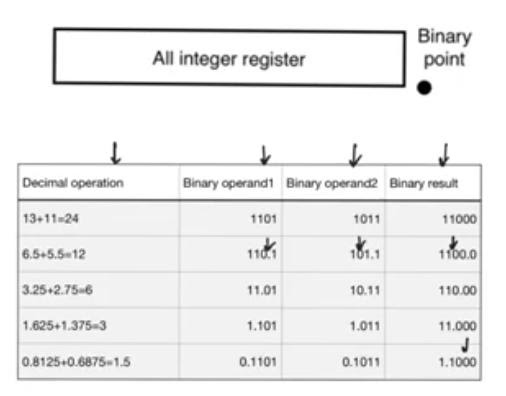 All integer register
Binary
point
Decimal operation Binary operand1 Binary operand2 Binary result
13+11=24 1101 1011 11000
6.5+5.5=12 110.1 101.1 1100.0
3.25+2.75=6 11.01 10.11 110.00
1.625+1.375=3 1.101 1.011 11.000
0.8125+0.6875=1.5 0.1101 0.1011 1.1000